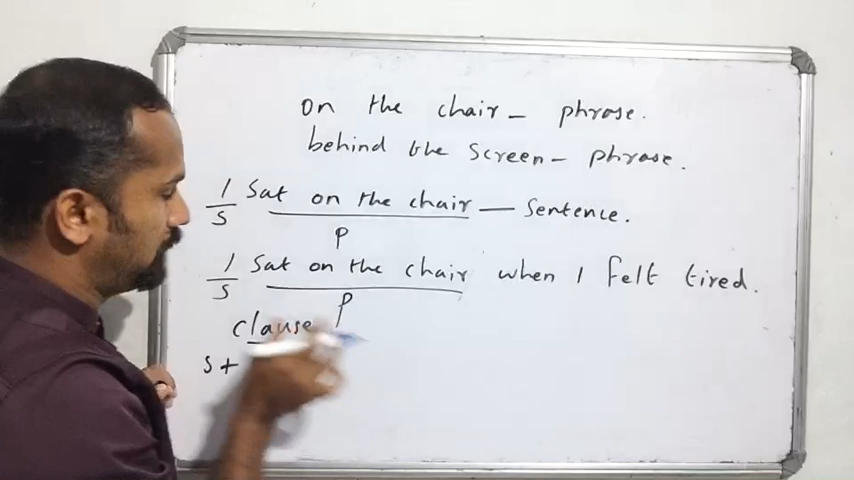 on the chair - phrase.
behind the screen - phrase.
I sat on the chair — sentence.
S P
I sat on the chair when I felt tired.
S P
clause
S +